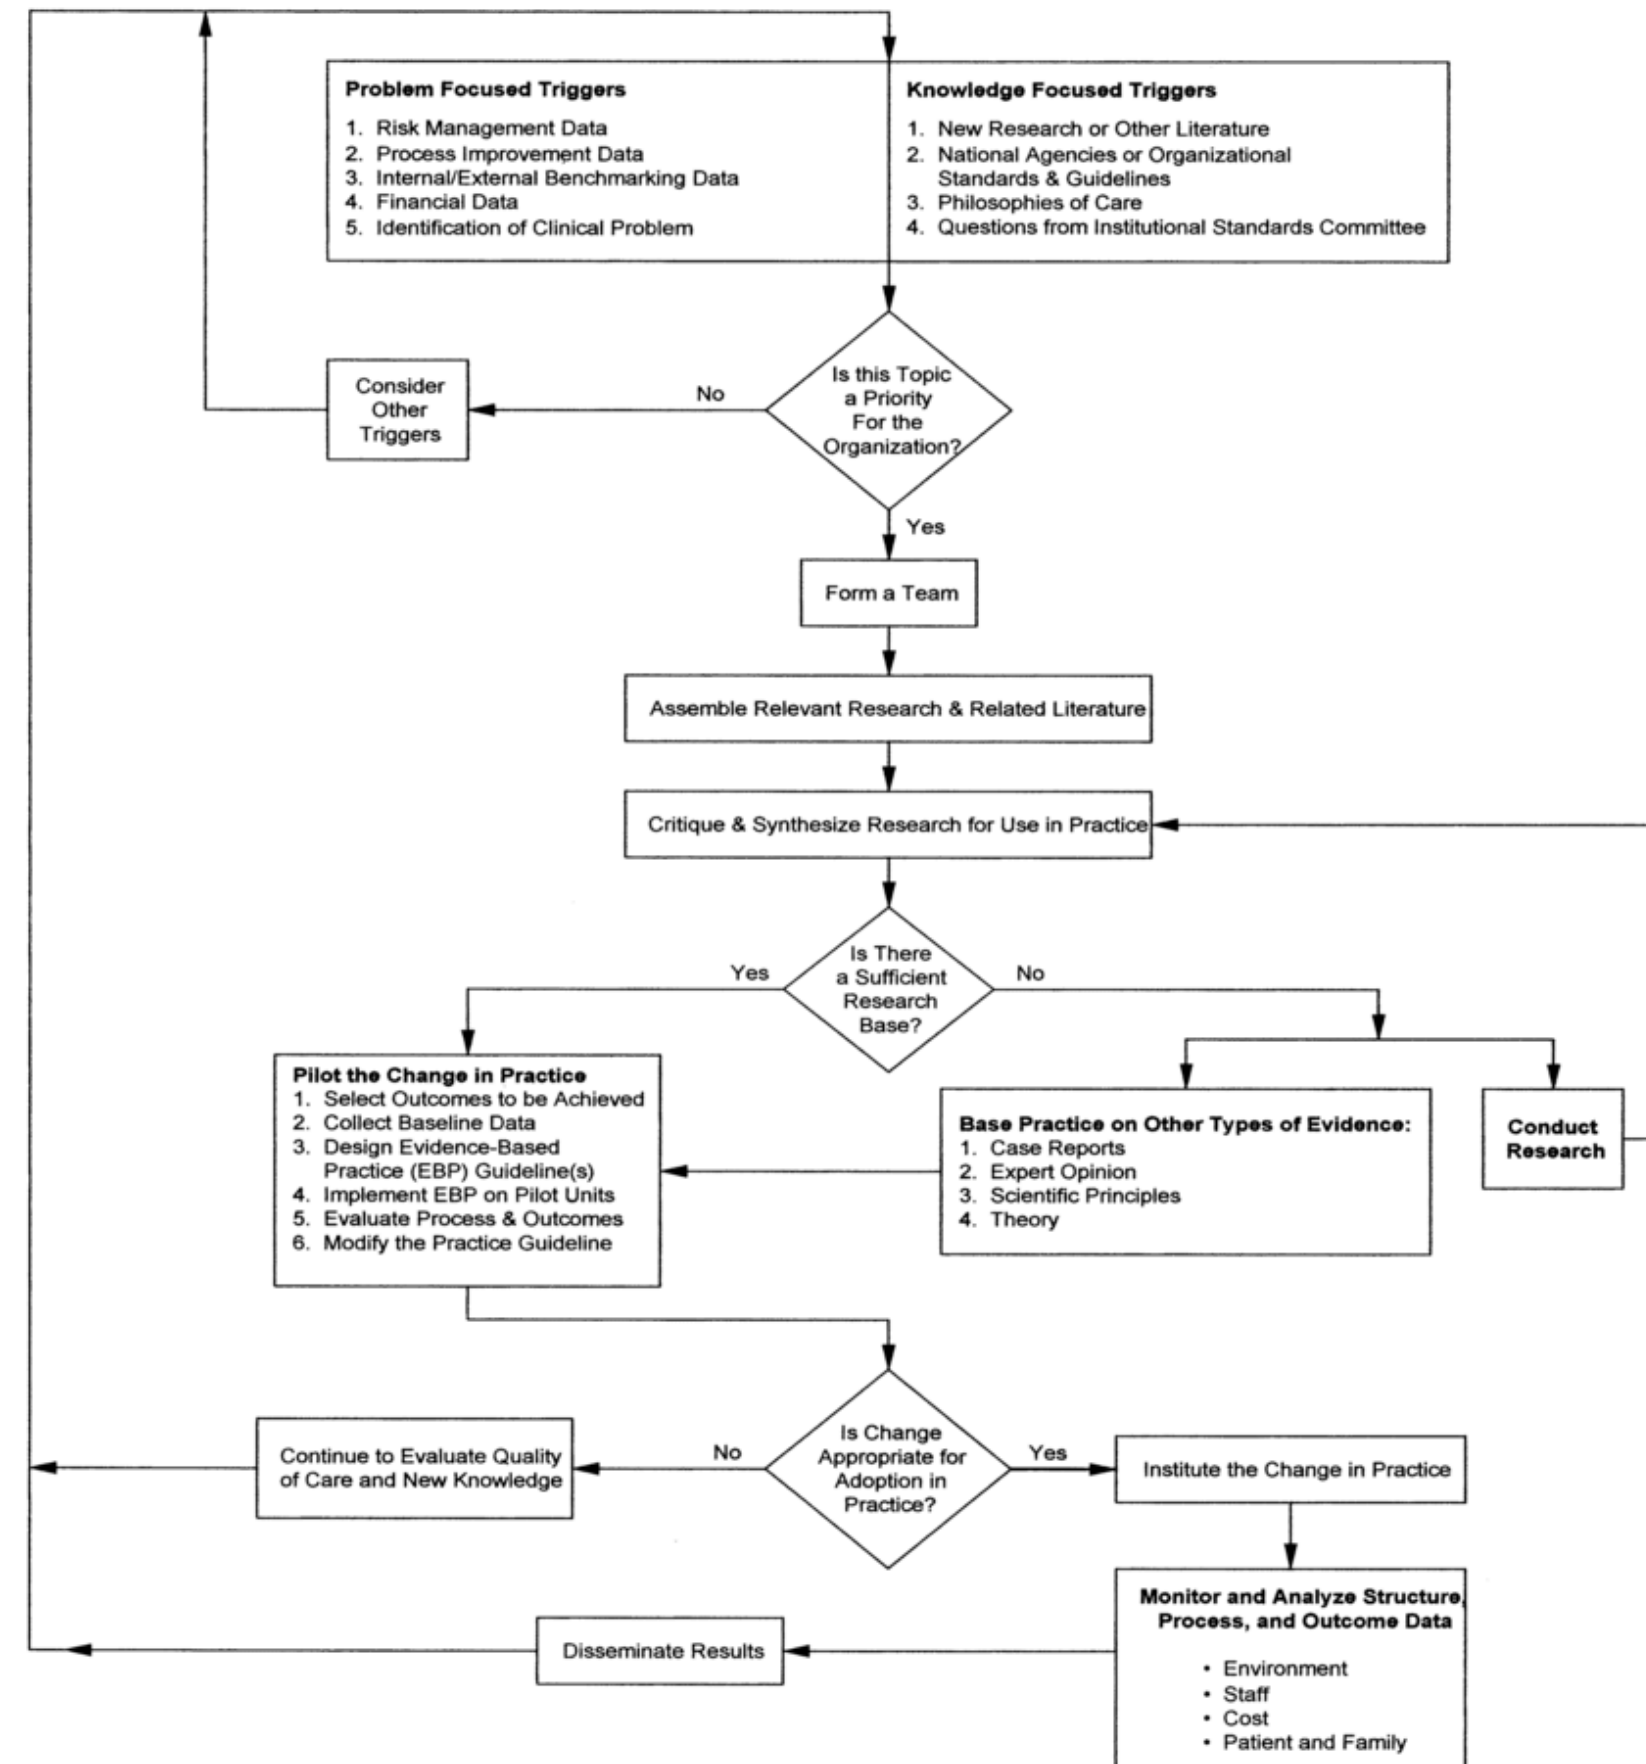 Problem Focused Triggers
1. Risk Management Data
2. Process Improvement Data
3. Internal/External Benchmarking Data
4. Financial Data
5. Identification of Clinical Problem
Knowledge Focused Triggers
1. New Research or Other Literature
2. National Agencies or Organizational
Standards & Guidelines
3. Philosophies of Care
4. Questions from Institutional Standards Committee
Consider
Other
Triggers
No
Is this Topic
a Priority
For the
Organization?
Yes
Form a Team
Assemble Relevant Research & Related Literature
Critique & Synthesize Research for Use in Practice
Yes
Is There
a Sufficient
Research
Base?
No
Pilot the Change in Practice
1. Select Outcomes to be Achieved
2. Collect Baseline Data
3. Design Evidence-Based
Practice (EBP) Guideline(s)
4. Implement EBP on Pilot Units
5. Evaluate Process & Outcomes
6. Modify the Practice Guideline
Base Practice on Other Types of Evidence:
1. Case Reports
2. Expert Opinion
3. Scientific Principles
4. Theory
Conduct
Research
Continue to Evaluate Quality
of Care and New Knowledge
No
Is Change
Appropriate for
Adoption in
Practice?
Yes
Institute the Change in Practice
Disseminate Results
Monitor and Analyze Structure,
Process, and Outcome Data
• Environment
• Staff
• Cost
• Patient and Family